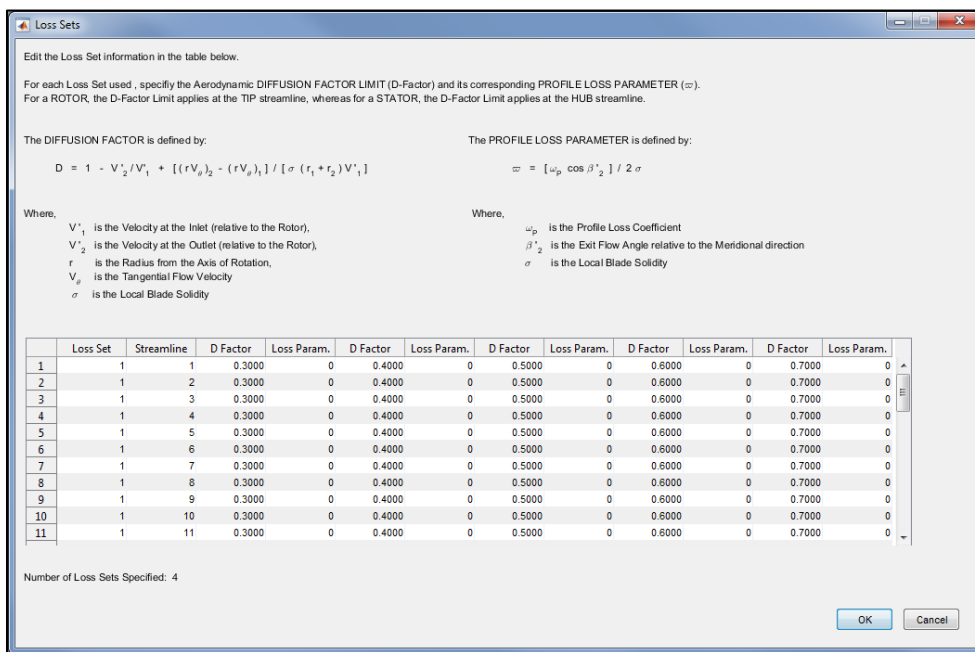 Loss Sets
Edit the Loss Set information in the table below.
For each Loss Set used , specifiy the Aerodynamic DIFFUSION FACTOR LIMIT (D-Factor) and its corresponding PROFILE LOSS PARAMETER (ϖ).
For a ROTOR, the D-Factor Limit applies at the TIP streamline, whereas for a STATOR, the D-Factor Limit applies at the HUB streamline.
The DIFFUSION FACTOR is defined by:
D = 1 - V'₂/V'₁ + [(rV_θ)₂ - (rV_θ)₁] / [σ (r₁+r₂)V'₁]
Where,
V'₁ is the Velocity at the Inlet (relative to the Rotor),
V'₂ is the Velocity at the Outlet (relative to the Rotor),
r is the Radius from the Axis of Rotation,
V_θ is the Tangential Flow Velocity
σ is the Local Blade Solidity
The PROFILE LOSS PARAMETER is defined by:
ϖ = [ω_p cos β'₂] / 2σ
Where,
ω_p is the Profile Loss Coefficient
β'₂ is the Exit Flow Angle relative to the Meridional direction
σ is the Local Blade Solidity
Loss Set Streamline D Factor Loss Param. D Factor Loss Param. D Factor Loss Param. D Factor Loss Param. D Factor Loss Param.
1 1 1 0.3000 0 0.4000 0 0.5000 0 0.6000 0 0.7000 0
2 1 2 0.3000 0 0.4000 0 0.5000 0 0.6000 0 0.7000 0
3 1 3 0.3000 0 0.4000 0 0.5000 0 0.6000 0 0.7000 0
4 1 4 0.3000 0 0.4000 0 0.5000 0 0.6000 0 0.7000 0
5 1 5 0.3000 0 0.4000 0 0.5000 0 0.6000 0 0.7000 0
6 1 6 0.3000 0 0.4000 0 0.5000 0 0.6000 0 0.7000 0
7 1 7 0.3000 0 0.4000 0 0.5000 0 0.6000 0 0.7000 0
8 1 8 0.3000 0 0.4000 0 0.5000 0 0.6000 0 0.7000 0
9 1 9 0.3000 0 0.4000 0 0.5000 0 0.6000 0 0.7000 0
10 1 10 0.3000 0 0.4000 0 0.5000 0 0.6000 0 0.7000 0
11 1 11 0.3000 0 0.4000 0 0.5000 0 0.6000 0 0.7000 0
Number of Loss Sets Specified: 4
OK Cancel